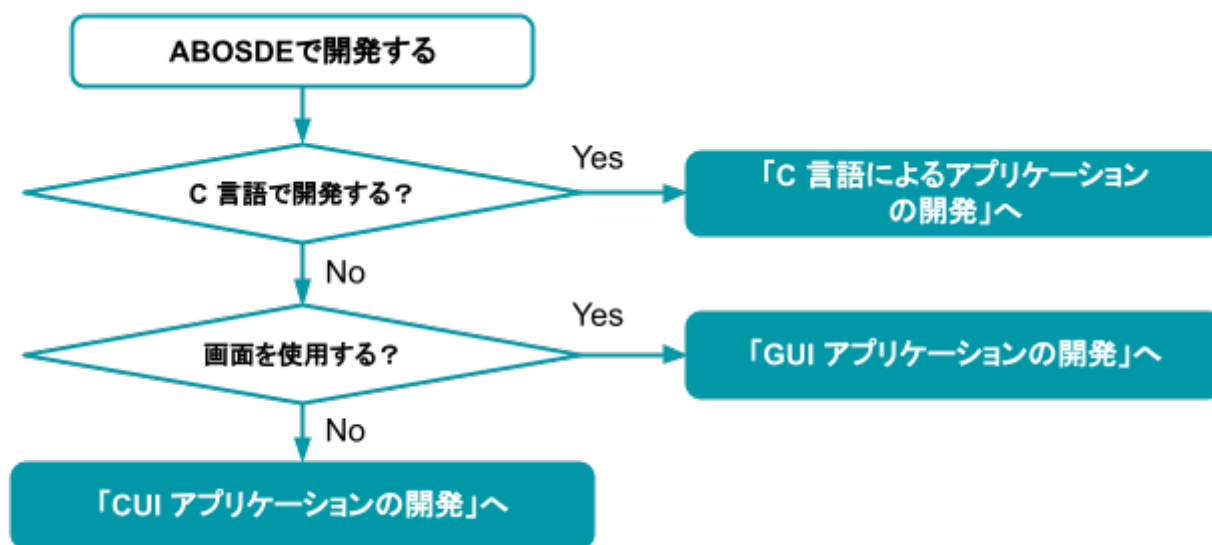 ABOSDEで開発する
C 言語で開発する？
Yes
「C 言語によるアプリケーション
の開発」へ
No
画面を使用する？
Yes
「GUI アプリケーションの開発」へ
No
「CUI アプリケーションの開発」へ